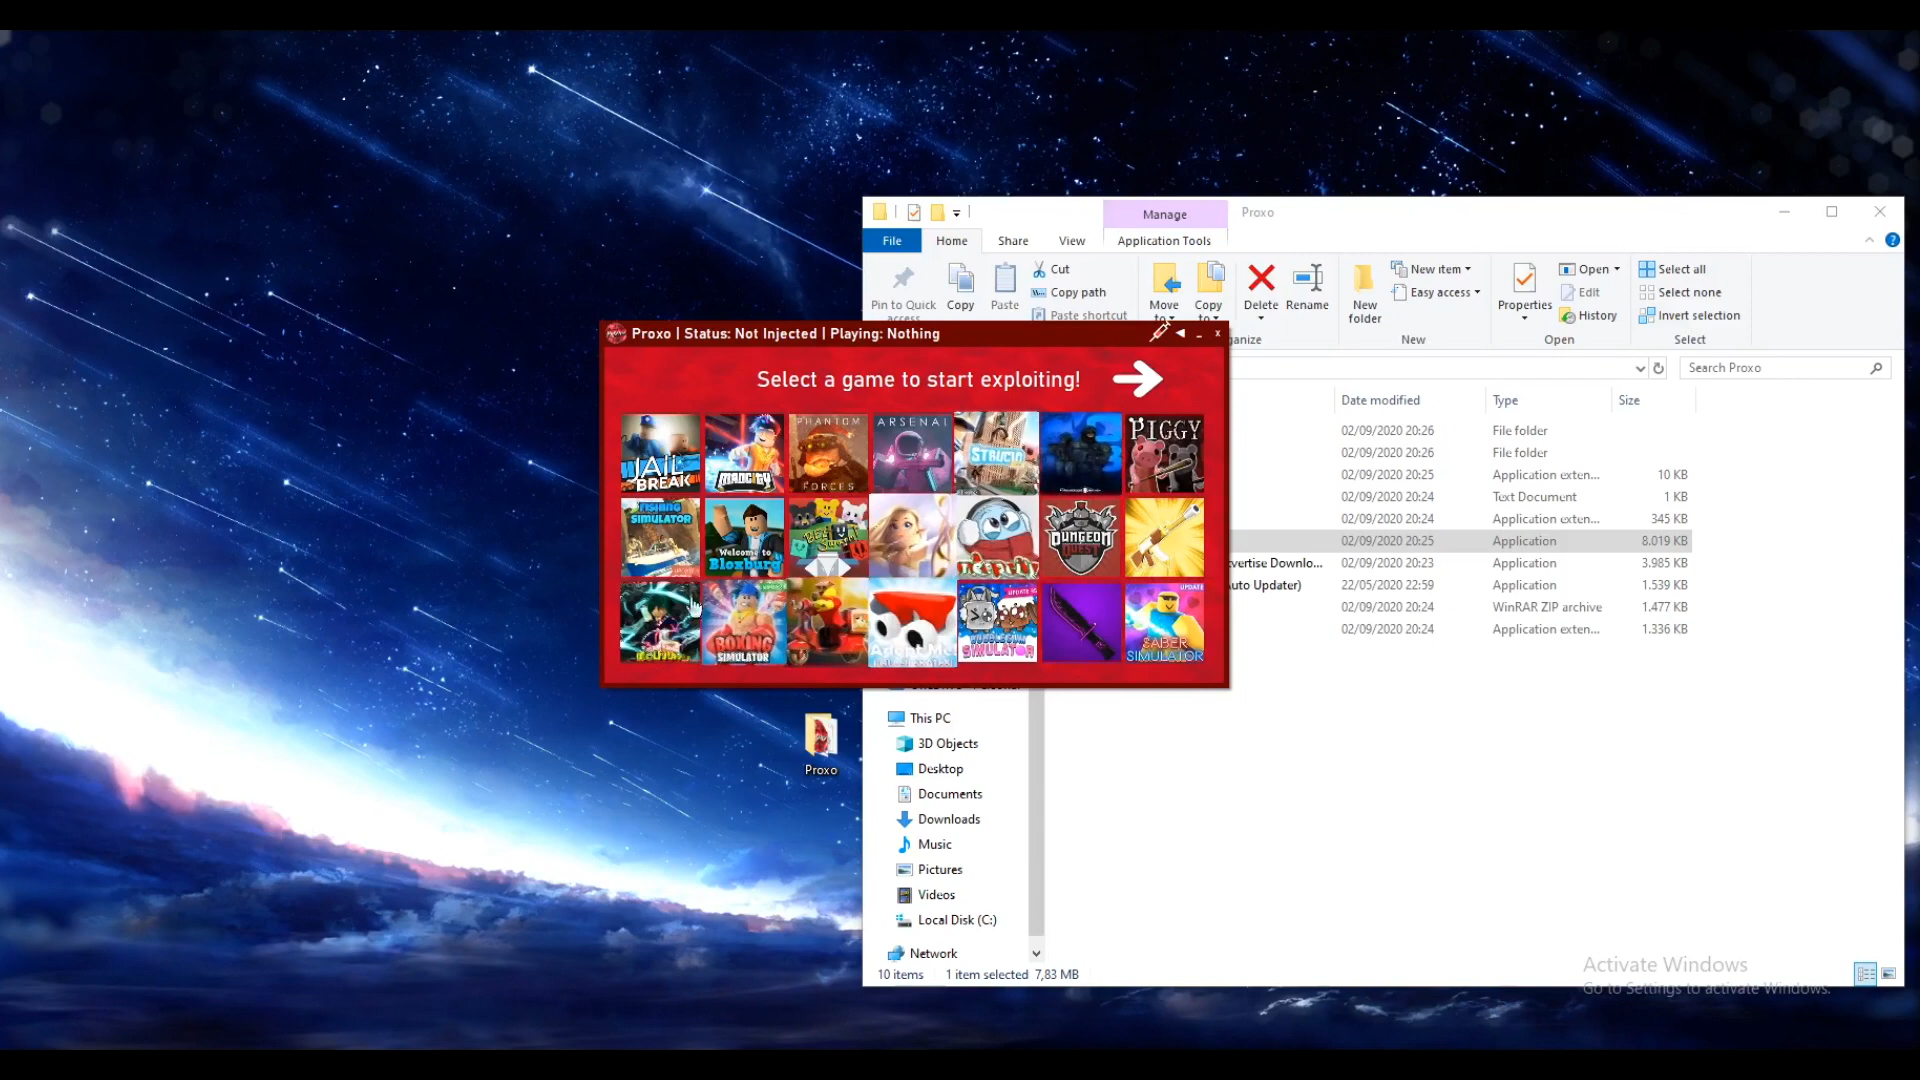 Manage
Proxo
File
Home
Share
View
Application Tools
Pin to Quick
access
Copy
Paste
Cut
Copy path
Paste shortcut
Move
to
Copy
to
Delete
Rename
New
folder
New item
Easy access
Properties
Open
Edit
History
Select all
Select none
Invert selection
New
Open
Select
Proxo | Status: Not Injected | Playing: Nothing
Select a game to start exploiting!
JAIL
BREAK
MADCITY
PHANTOM
FORCES
ARSENAL
STRUCID
PIGGY
FISHING
SIMULATOR
Welcome to
Bloxburg
DUNGEON
QUEST
BOXING
SIMULATOR
Adopt Me!
UPDATE
BUBBLEGUM
SIMULATOR
UPDATE
SABER
SIMULATOR
Search Proxo
Date modified
Type
Size
02/09/2020 20:26
File folder
02/09/2020 20:26
File folder
02/09/2020 20:25
Application exten...
10 KB
02/09/2020 20:24
Text Document
1 KB
02/09/2020 20:24
Application exten...
345 KB
02/09/2020 20:25
Application
8.019 KB
vertise Downlo...
02/09/2020 20:23
Application
3.985 KB
uto Updater)
22/05/2020 22:59
Application
1.539 KB
02/09/2020 20:24
WinRAR ZIP archive
1.477 KB
02/09/2020 20:24
Application exten...
1.336 KB
Proxo
This PC
3D Objects
Desktop
Documents
Downloads
Music
Pictures
Videos
Local Disk (C:)
Network
10 items
1 item selected 7,83 MB
Activate Windows
Go to Settings to activate Windows.